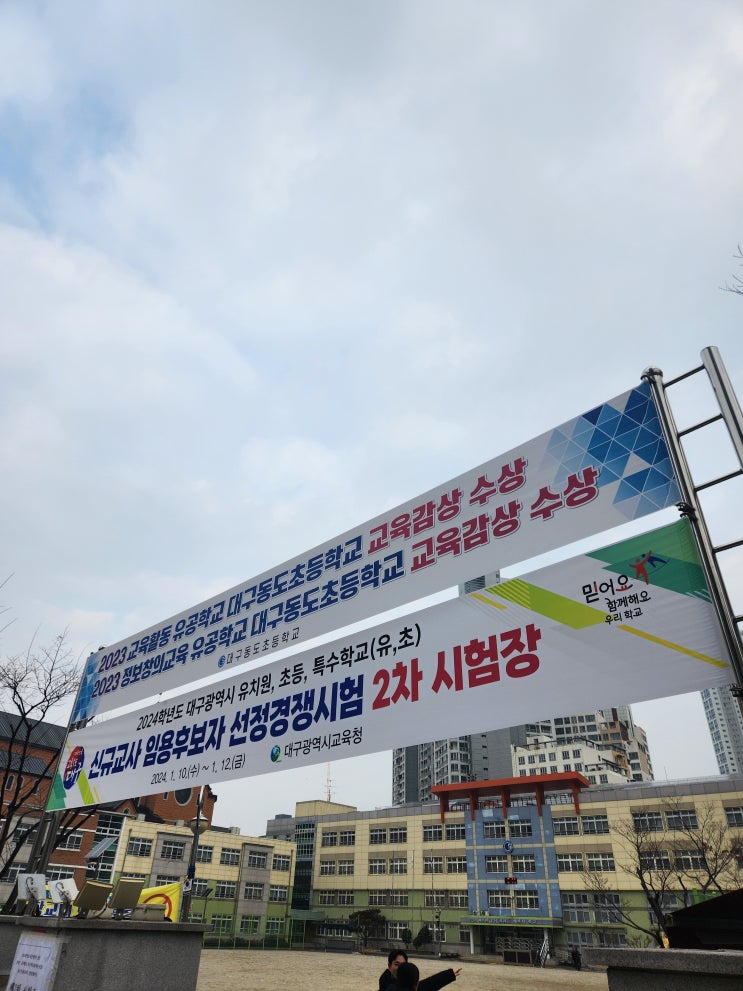 2023 교육활동 유공학교 대구동도초등학교 교육감상 수상
2023 정보창의교육 유공학교 대구동도초등학교 교육감상 수상
대구동도초등학교
믿어요
함께해요
우리 학교
2024학년도 대구광역시 유치원, 초등, 특수학교(유,초)
신규교사 임용후보자 선정경쟁시험 2차 시험장
2024. 1. 10.(수) ~ 1. 12.(금)
대구광역시교육청